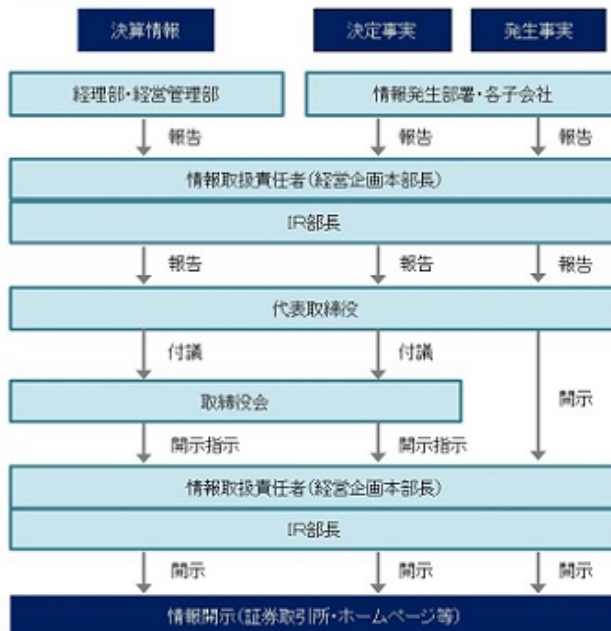 決算情報 決定事実 発生事実
経理部・経営管理部 情報発生部署・各子会社
報告 報告 報告
情報取扱責任者(経営企画本部長)
IR部長
報告 報告 報告
代表取締役
付議 付議
開示
取締役会
開示指示 開示指示
情報取扱責任者(経営企画本部長)
IR部長
開示 開示 開示
情報開示(証券取引所・ホームページ等)